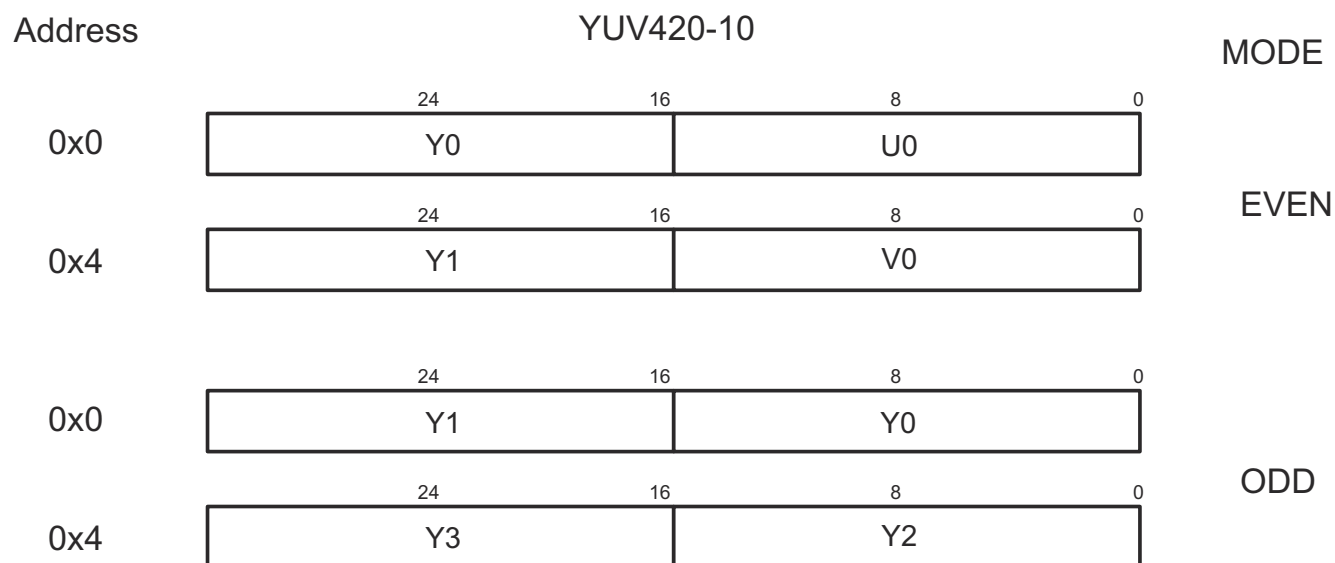 Address YUV420-10
MODE
24 16 8 0
0x0 Y0 U0
EVEN
24 16 8 0
0x4 Y1 V0
24 16 8 0
0x0 Y1 Y0
ODD
24 16 8 0
0x4 Y3 Y2